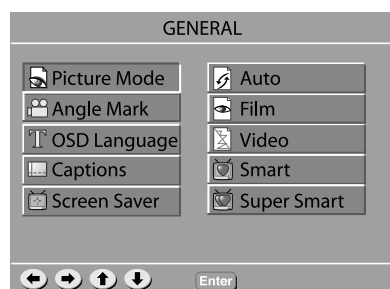 GENERAL
Picture Mode
Angle Mark
OSD Language
Captions
Screen Saver
Auto
Film
Video
Smart
Super Smart
Enter